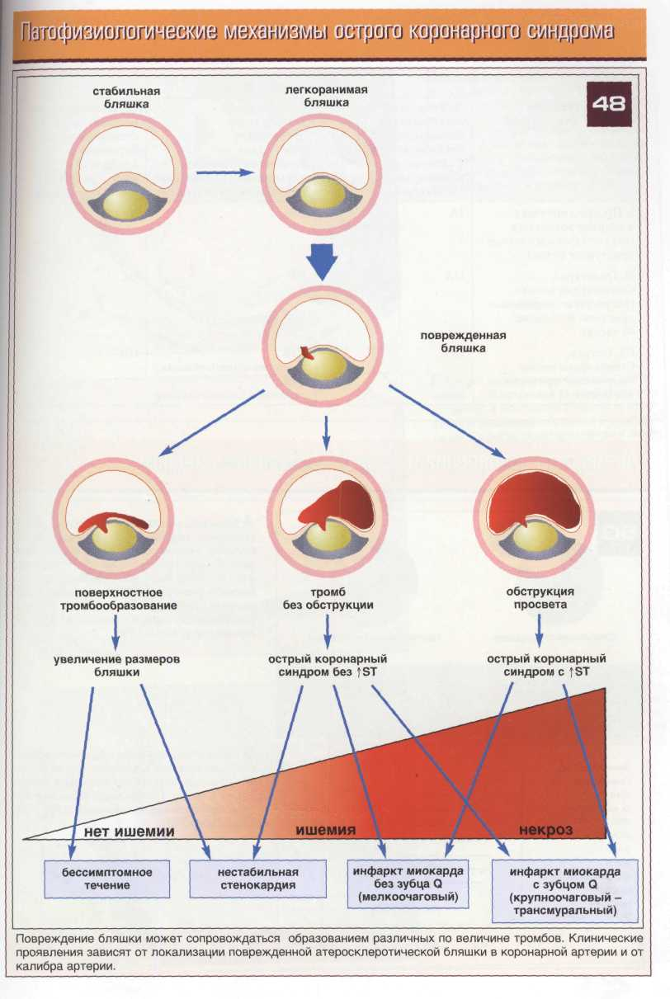 Патофизиологические механизмы острого коронарного синдрома
48
стабильная
бляшка
легкоранимая
бляшка
поврежденная
бляшка
поверхностное
тромбообразование
тромб
без обструкции
обструкция
просвета
увеличение размеров
бляшки
острый коронарный
синдром без ↑ST
острый коронарный
синдром с ↑ST
нет ишемии
ишемия
некроз
бессимптомное
течение
нестабильная
стенокардия
инфаркт миокарда
без зубца Q
(мелкоочаговый)
инфаркт миокарда
с зубцом Q
(крупноочаговый –
трансмуральный)
Повреждение бляшки может сопровождаться образованием различных по величине тромбов. Клинические
проявления зависят от локализации поврежденной атеросклеротической бляшки в коронарной артерии и от
калибра артерии.